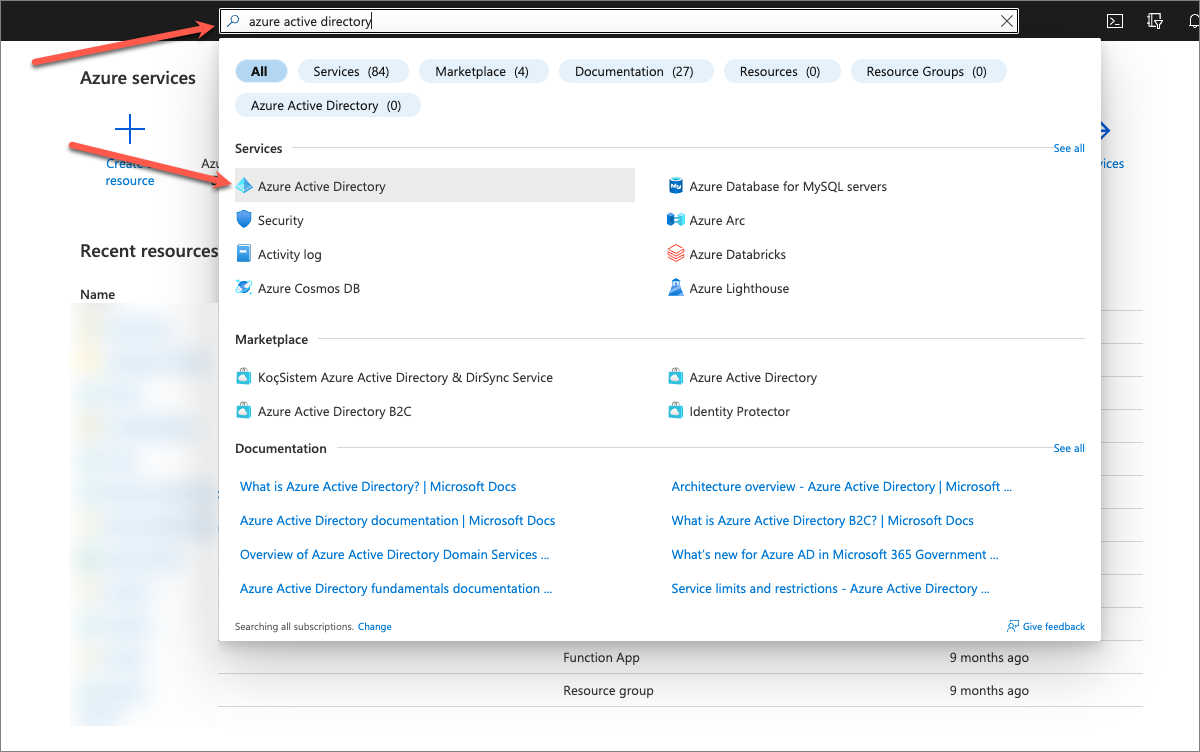 azure active directory
All
Services (84)
Marketplace (4)
Documentation (27)
Resources (0)
Resource Groups (0)
Azure Active Directory (0)
Azure services
Create
resource
Services
See all
Azure Active Directory
Azure Database for MySQL servers
Security
Azure Arc
Activity log
Azure Databricks
Azure Cosmos DB
Azure Lighthouse
Recent resources
Name
Marketplace
KoçSistem Azure Active Directory & DirSync Service
Azure Active Directory
Azure Active Directory B2C
Identity Protector
Documentation
See all
What is Azure Active Directory? | Microsoft Docs
Architecture overview - Azure Active Directory | Microsoft ...
Azure Active Directory documentation | Microsoft Docs
What is Azure Active Directory B2C? | Microsoft Docs
Overview of Azure Active Directory Domain Services ...
What's new for Azure AD in Microsoft 365 Government ...
Azure Active Directory fundamentals documentation ...
Service limits and restrictions - Azure Active Directory ...
Searching all subscriptions. Change
Give feedback
Function App
9 months ago
Resource group
9 months ago